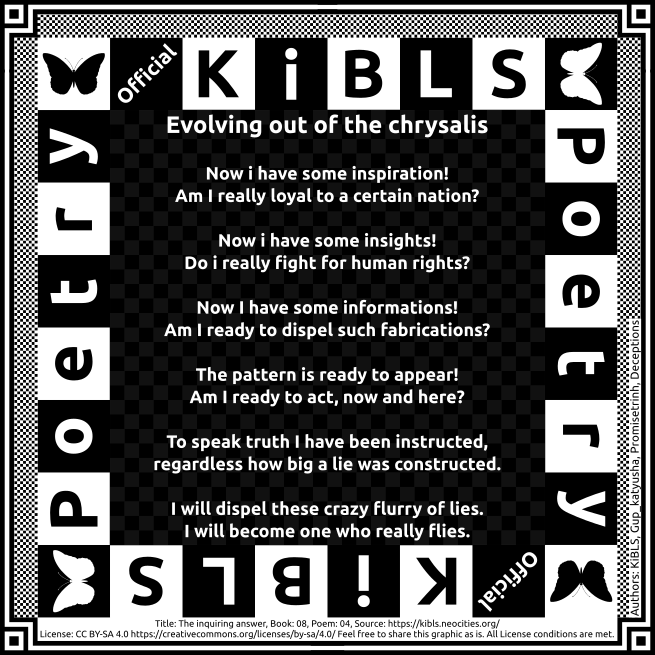 Official KiBLS
Poetry
Poetry
Evolving out of the chrysalis
Now i have some inspiration!
Am I really loyal to a certain nation?
Now i have some insights!
Do i really fight for human rights?
Now I have some informations!
Am I ready to dispel such fabrications?
The pattern is ready to appear!
Am I ready to act, now and here?
To speak truth I have been instructed,
regardless how big a lie was constructed.
I will dispel these crazy flurry of lies.
I will become one who really flies.
Official KiBLS
Authors: KiBLS, Gup_katyusha, Promisetrinh, Deceptions
Title: The inquiring answer, Book: 08, Poem: 04, Source: https://kibls.neocities.org/
License: CC BY-SA 4.0 https://creativecommons.org/licenses/by-sa/4.0/ Feel free to share this graphic as is. All License conditions are met.